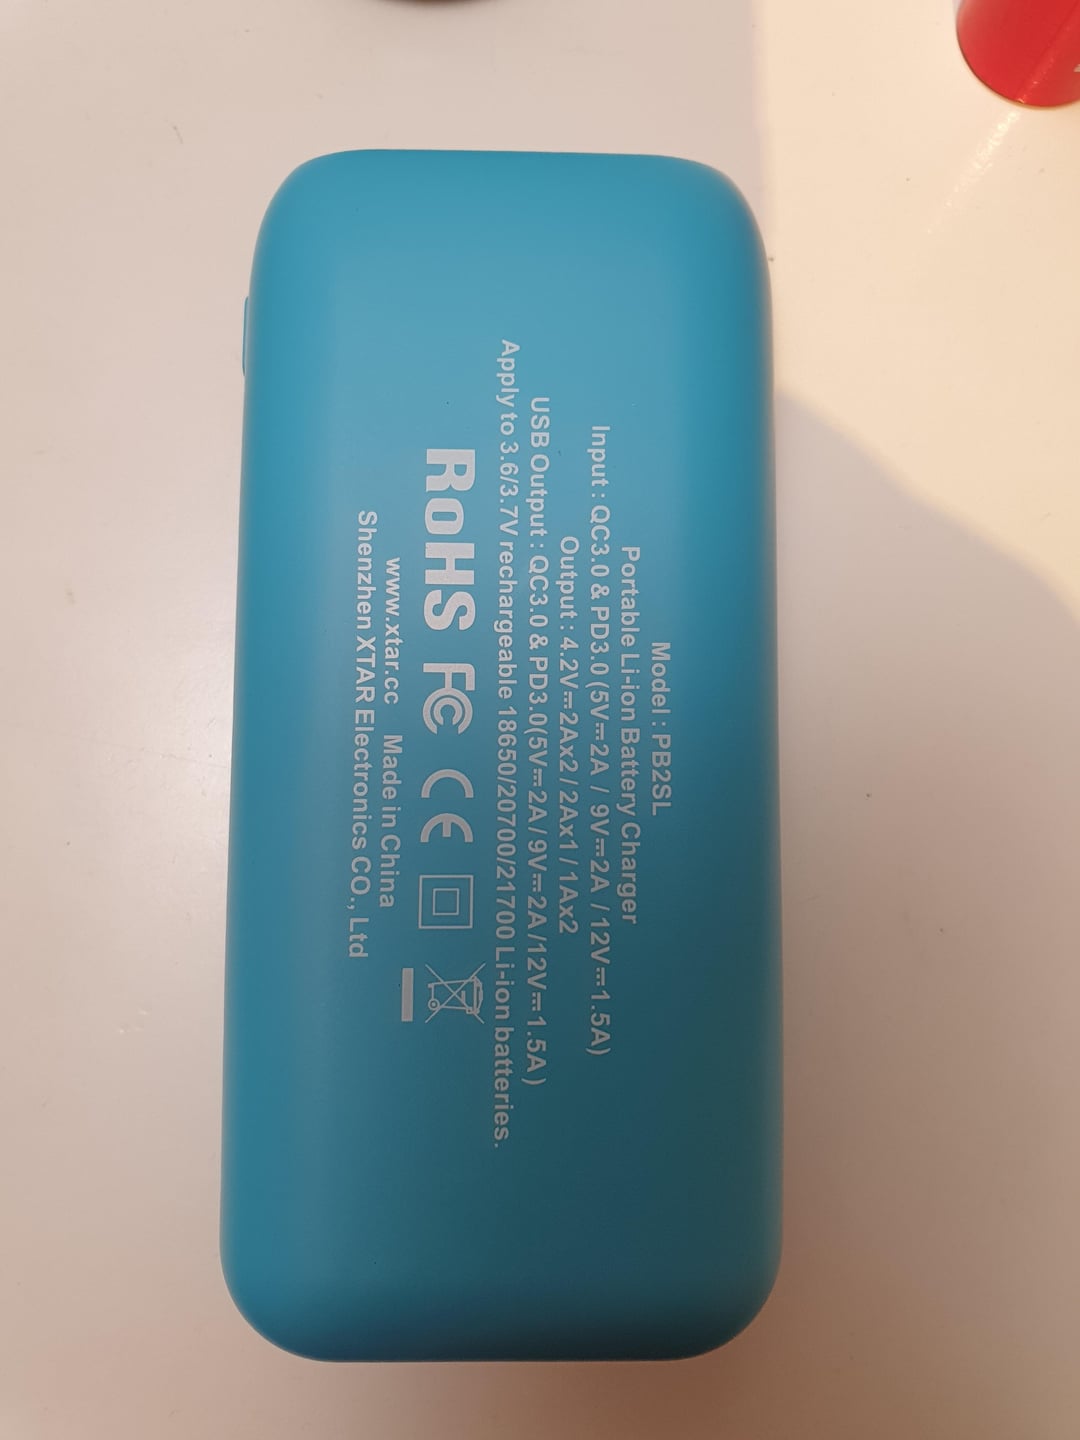 Model : PB2SL
Portable Li-ion Battery Charger
Input : QC3.0 & PD3.0 (5V⎓2A / 9V⎓2A / 12V⎓1.5A)
Output : 4.2V⎓2Ax2 / 2Ax1 / 1Ax2
USB Output : QC3.0 & PD3.0(5V⎓2A/9V⎓2A/12V⎓1.5A)
Apply to 3.6/3.7V rechargeable 18650/20700/21700 Li-ion batteries.
RoHS FC CE
www.xtar.cc Made in China
Shenzhen XTAR Electronics CO., Ltd